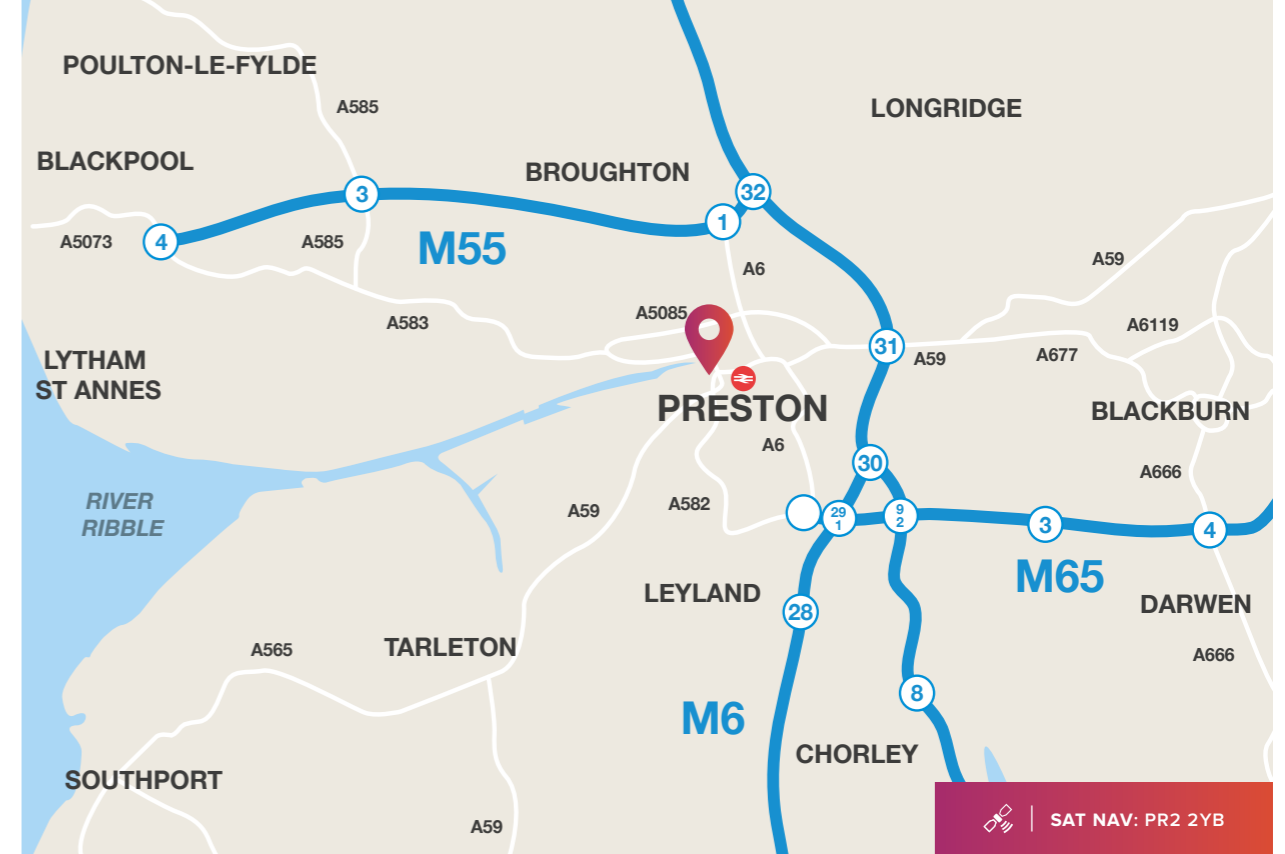 POULTON-LE-FYLDE
A585
LONGRIDGE
BLACKPOOL
BROUGHTON
3
32
1
A5073
4
A585
M55
A6
A59
A5085
A583
A6119
31
A59
A677
LYTHAM
ST ANNES
PRESTON
BLACKBURN
A6
30
A666
RIVER
RIBBLE
A59
A582
29
1
9
2
3
4
M65
LEYLAND
28
DARWEN
A565
TARLETON
A666
8
M6
CHORLEY
SOUTHPORT
A59
SAT NAV: PR2 2YB